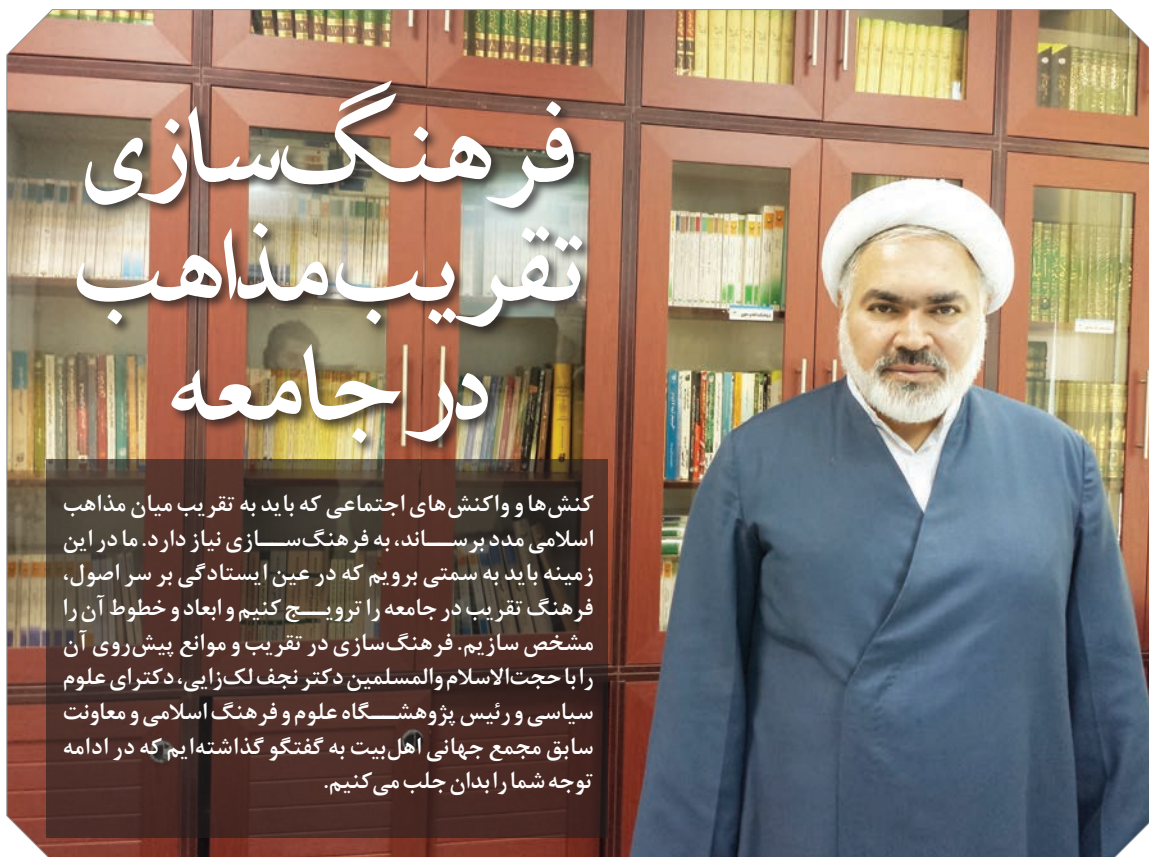 فرهنگ‌سازی
تقریب مذاهب
در جامعه
کنش‌ها و واکنش‌های اجتماعی که باید به تقریب میان مذاهب
اسلامی مدد برساند، به فرهنگ‌سازی نیاز دارد. ما در این
زمینه باید به سمتی برویم که در عین ایستادگی بر سر اصول،
فرهنگ تقریب در جامعه را ترویج کنیم و ابعاد و خطوط آن را
مشخص سازیم. فرهنگ‌سازی در تقریب و موانع پیش‌روی آن
را با حجت‌الاسلام والمسلمین دکتر نجف لک‌زایی، دکترای علوم
سیاسی و رئیس پژوهشگاه علوم و فرهنگ اسلامی و معاونت
سابق مجمع جهانی اهل‌بیت به گفتگو گذاشته‌ایم که در ادامه
توجه شما را بدان جلب می‌کنیم.